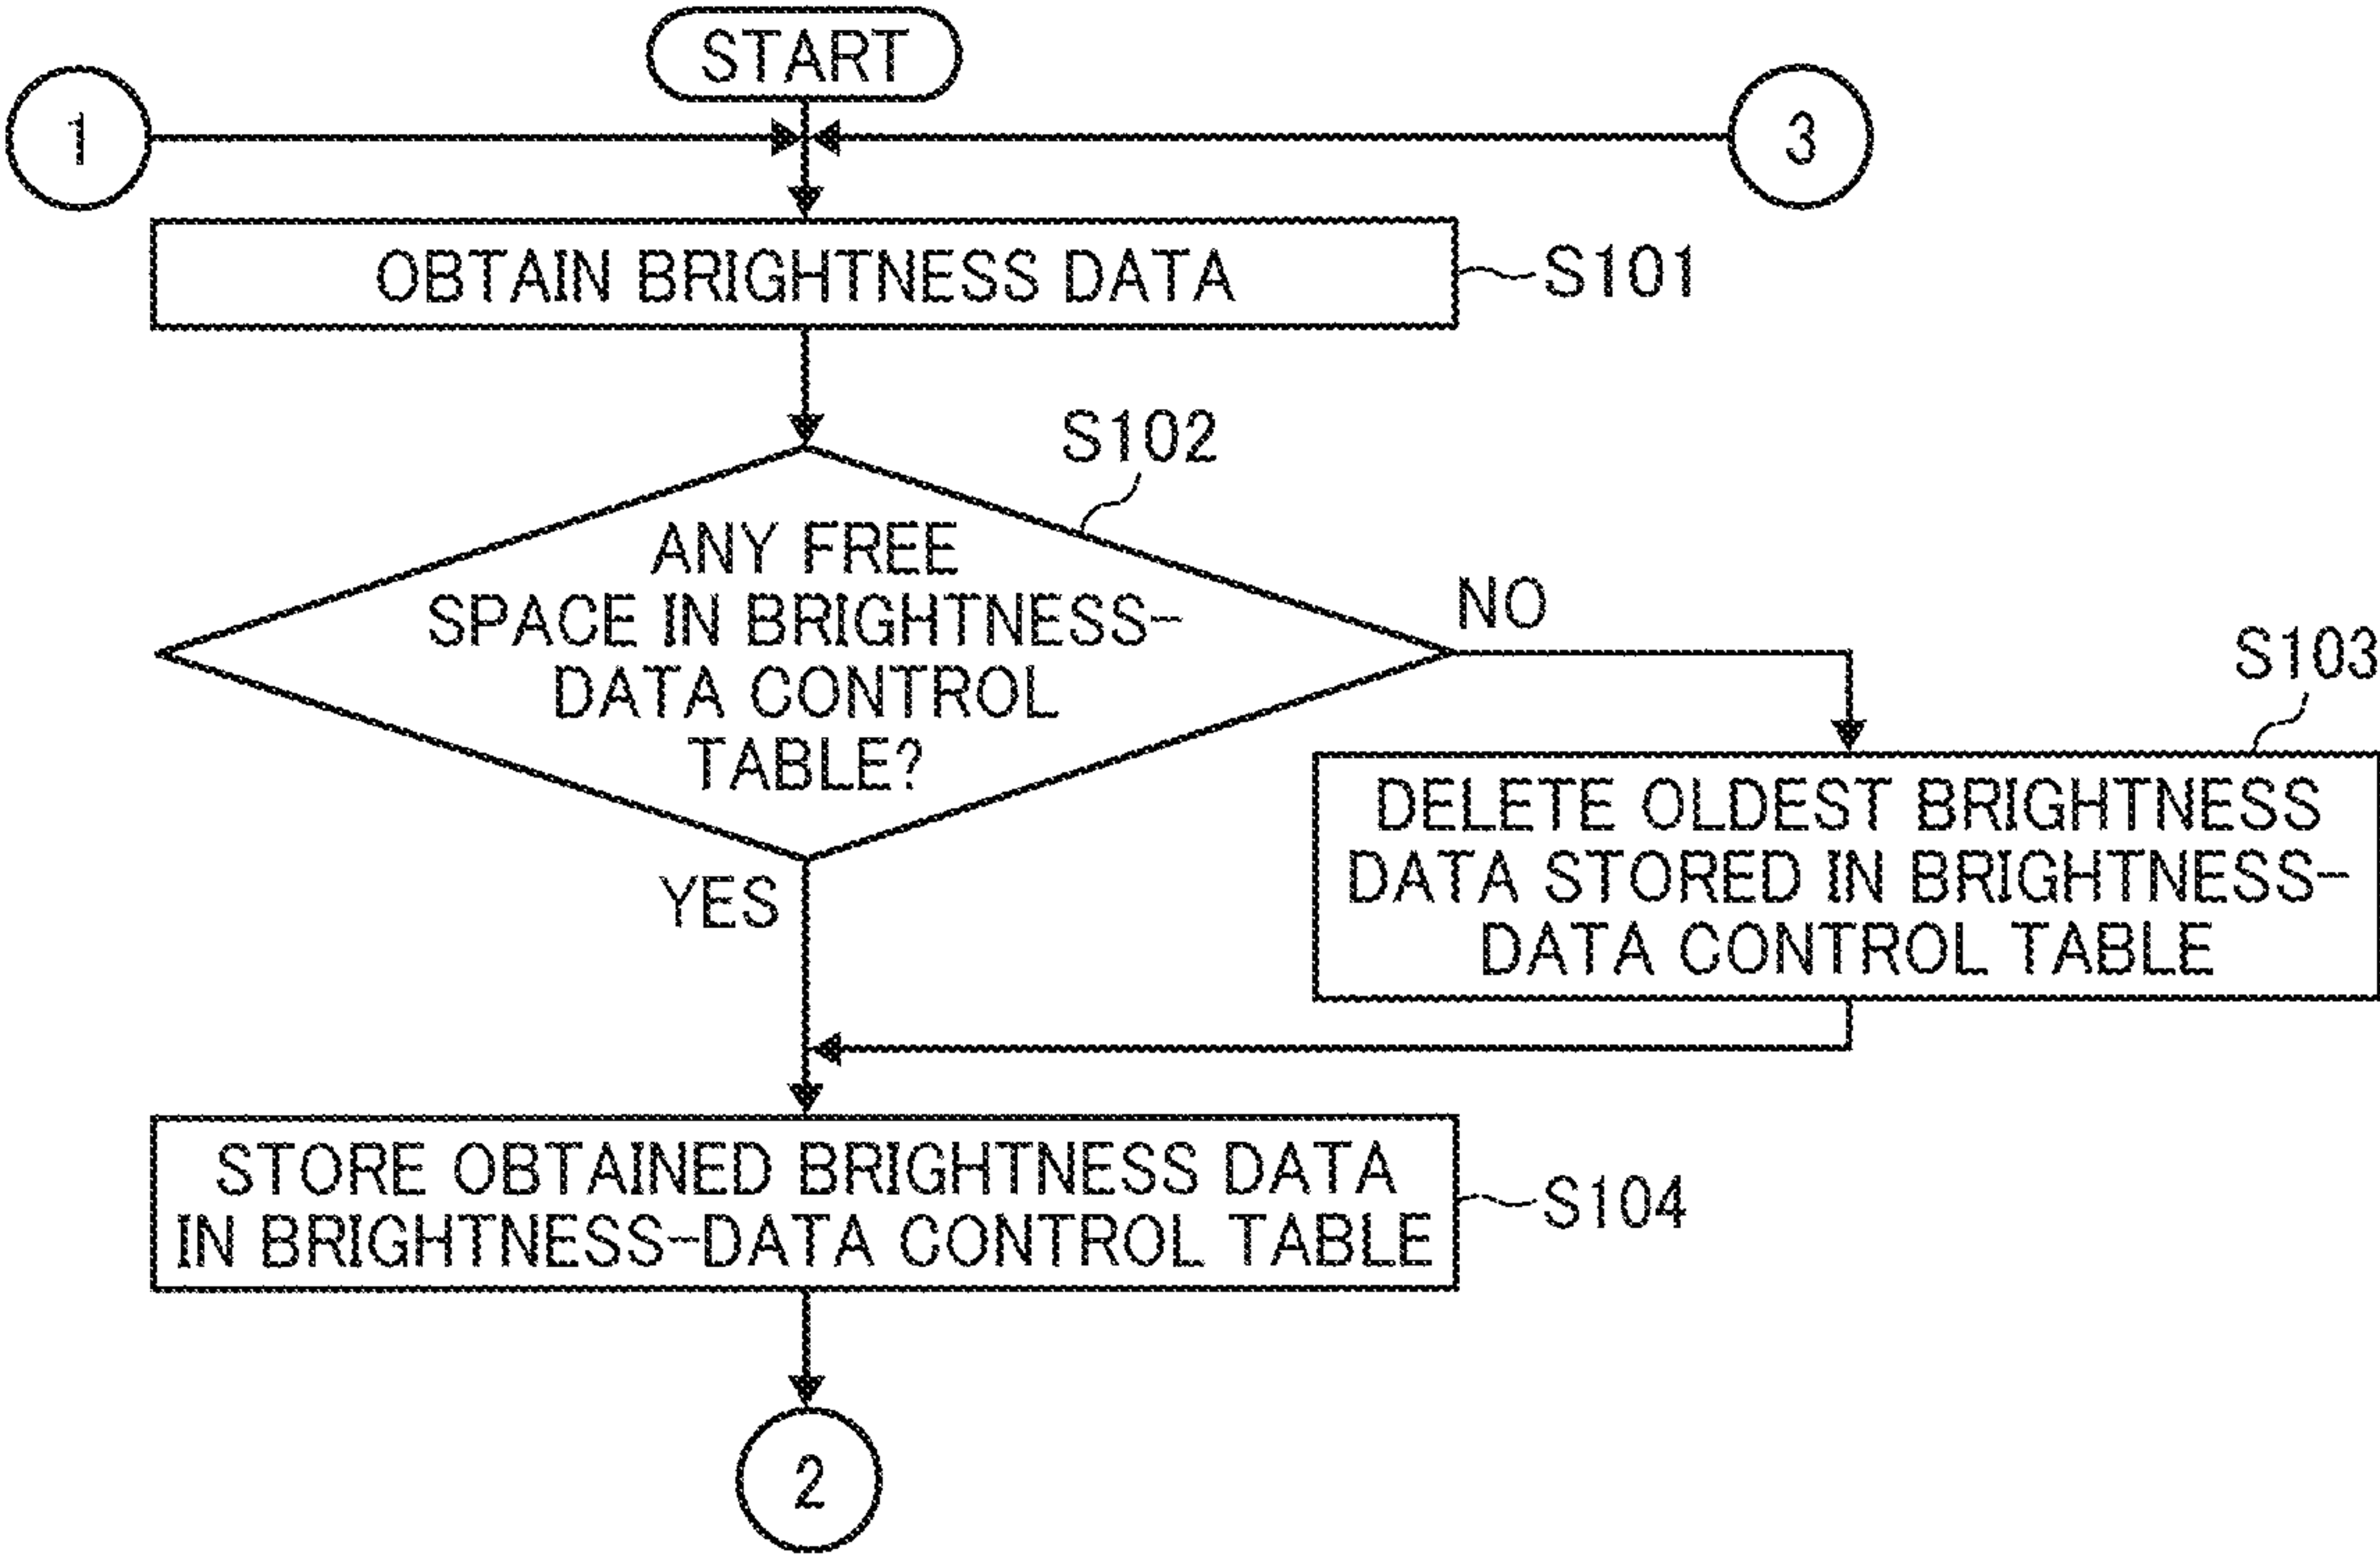 START
1
3
OBTAIN BRIGHTNESS DATA
S101
S102
ANY FREE
SPACE IN BRIGHTNESS-
DATA CONTROL
TABLE?
NO
YES
S103
DELETE OLDEST BRIGHTNESS
DATA STORED IN BRIGHTNESS-
DATA CONTROL TABLE
STORE OBTAINED BRIGHTNESS DATA
IN BRIGHTNESS-DATA CONTROL TABLE
S104
2